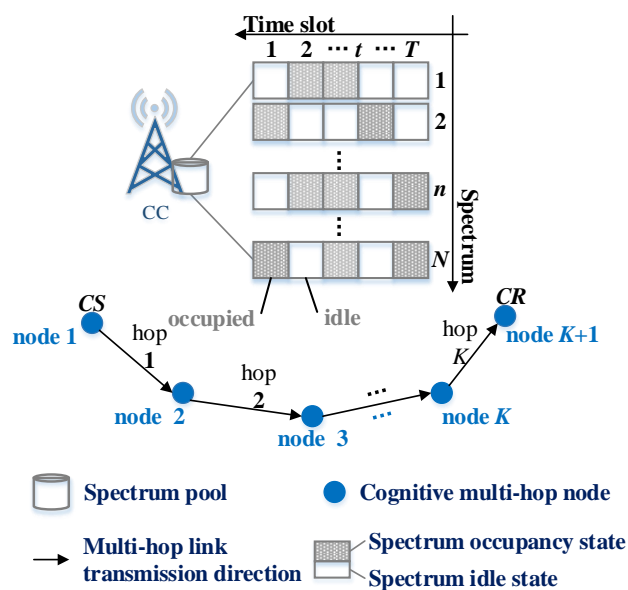 Time slot
1 2 ··· t ··· T
1
2
⋮
n
⋮
N
Spectrum
CC
occupied
idle
CS
node 1
hop
1
node 2
hop
2
node 3
···
···
node K
hop
K
CR
node K+1
Spectrum pool
Cognitive multi-hop node
Multi-hop link
transmission direction
Spectrum occupancy state
Spectrum idle state